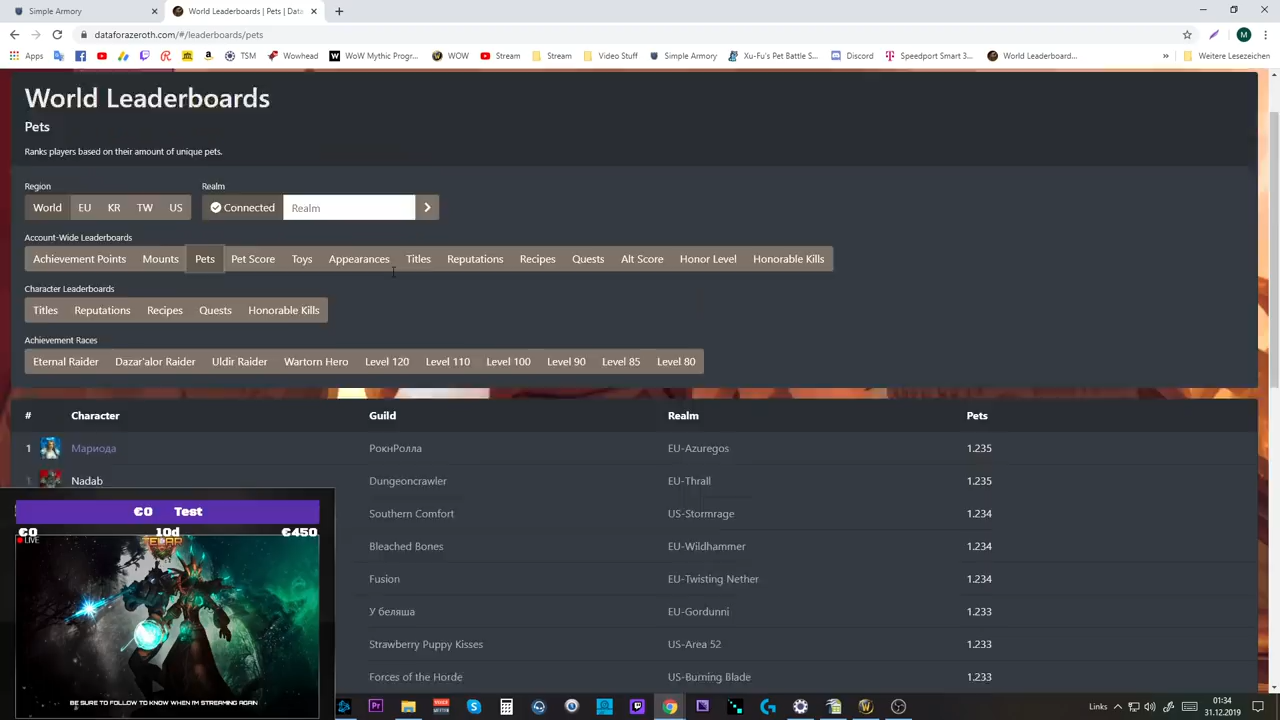 Simple Armory
World Leaderboards | Pets | Data
dataforazeroth.com/#/leaderboards/pets
M
Apps
TSM
Wowhead
WoW Mythic Progr...
WOW
Stream
Stream
Video Stuff
Simple Armory
Xu-Fu's Pet Battle S...
Discord
Speedport Smart 3...
World Leaderboard...
»
Weitere Lesezeichen
World Leaderboards
Pets
Ranks players based on their amount of unique pets.
Region
Realm
World EU KR TW US
Connected Realm
Account-Wide Leaderboards
Achievement Points Mounts Pets Pet Score Toys Appearances Titles Reputations Recipes Quests Alt Score Honor Level Honorable Kills
Character Leaderboards
Titles Reputations Recipes Quests Honorable Kills
Achievement Races
Eternal Raider Dazar'alor Raider Uldir Raider Wartorn Hero Level 120 Level 110 Level 100 Level 90 Level 85 Level 80
# Character Guild Realm Pets
1 Мариода РокнРолла EU-Azuregos 1.235
1 Nadab Dungeoncrawler EU-Thrall 1.235
Southern Comfort US-Stormrage 1.234
Bleached Bones EU-Wildhammer 1.234
Fusion EU-Twisting Nether 1.234
У беляша EU-Gordunni 1.233
Strawberry Puppy Kisses US-Area 52 1.233
Forces of the Horde US-Burning Blade 1.233
€0 Test
€0 10d €450
LIVE
BE SURE TO FOLLOW TO KNOW WHEN I'M STREAMING AGAIN
Links
01:34
31.12.2019